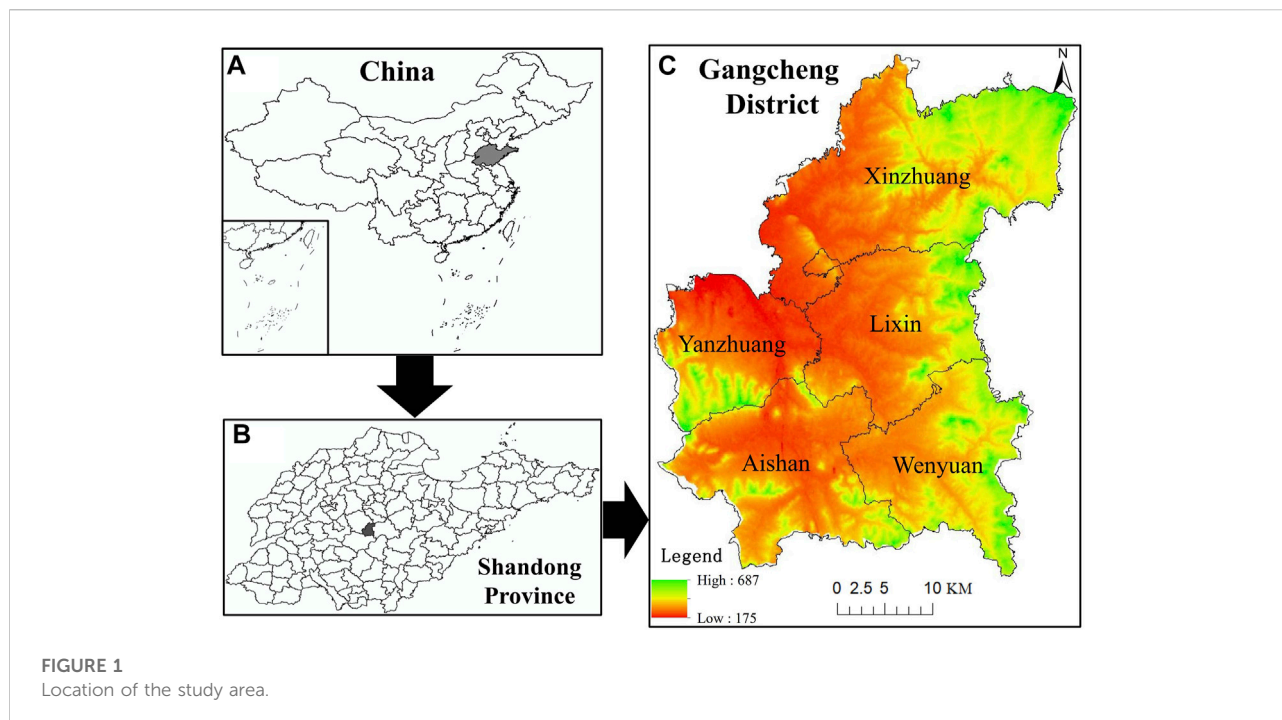 A
China
B
Shandong
Province
C
Gangcheng
District
N
Xinzhuang
Lixin
Yanzhuang
Aishan
Wenyuan
Legend
High : 687
Low : 175
0 2.5 5 10 KM
FIGURE 1
Location of the study area.